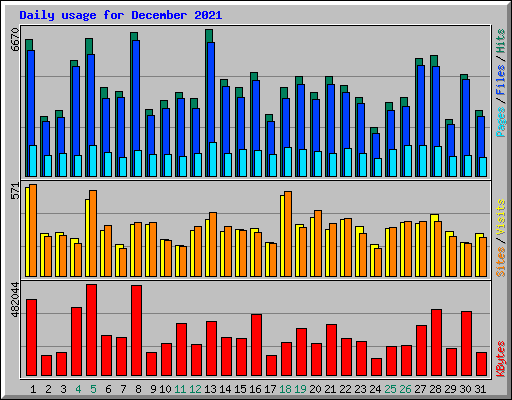 Daily usage for December 2021
6670
Pages / Files / Hits
571
Sites / Visits
482044
KBytes
1 2 3 4 5 6 7 8 9 10 11 12 13 14 15 16 17 18 19 20 21 22 23 24 25 26 27 28 29 30 31